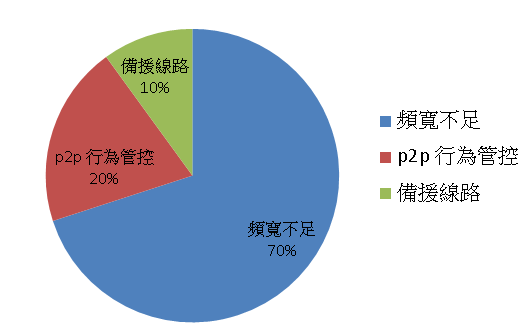 備援線路
10%
p2p 行為管控
20%
頻寬不足
70%
頻寬不足
p2p 行為管控
備援線路